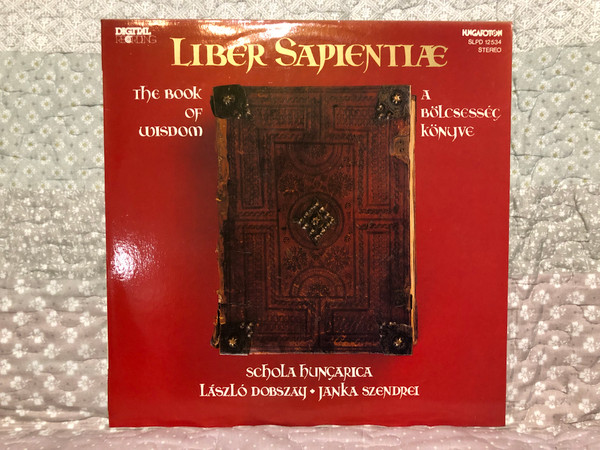 DIGITAL
RECORDING
HUNGAROTON
SLPD 12534
STEREO
LIBER SAPIENTIÆ
THE BOOK
OF
WISDOM
A
BÖLCSESSÉG
KÖNYVE
SCHOLA HUNGARICA
LÁSZLÓ DOBSZAY • JANKA SZENDREI